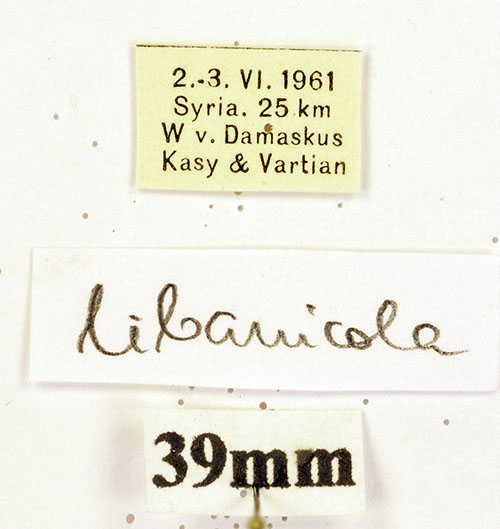 2.-3. VI. 1961
Syria. 25 km
W v. Damaskus
Kasy & Vartian
libanicola
39mm